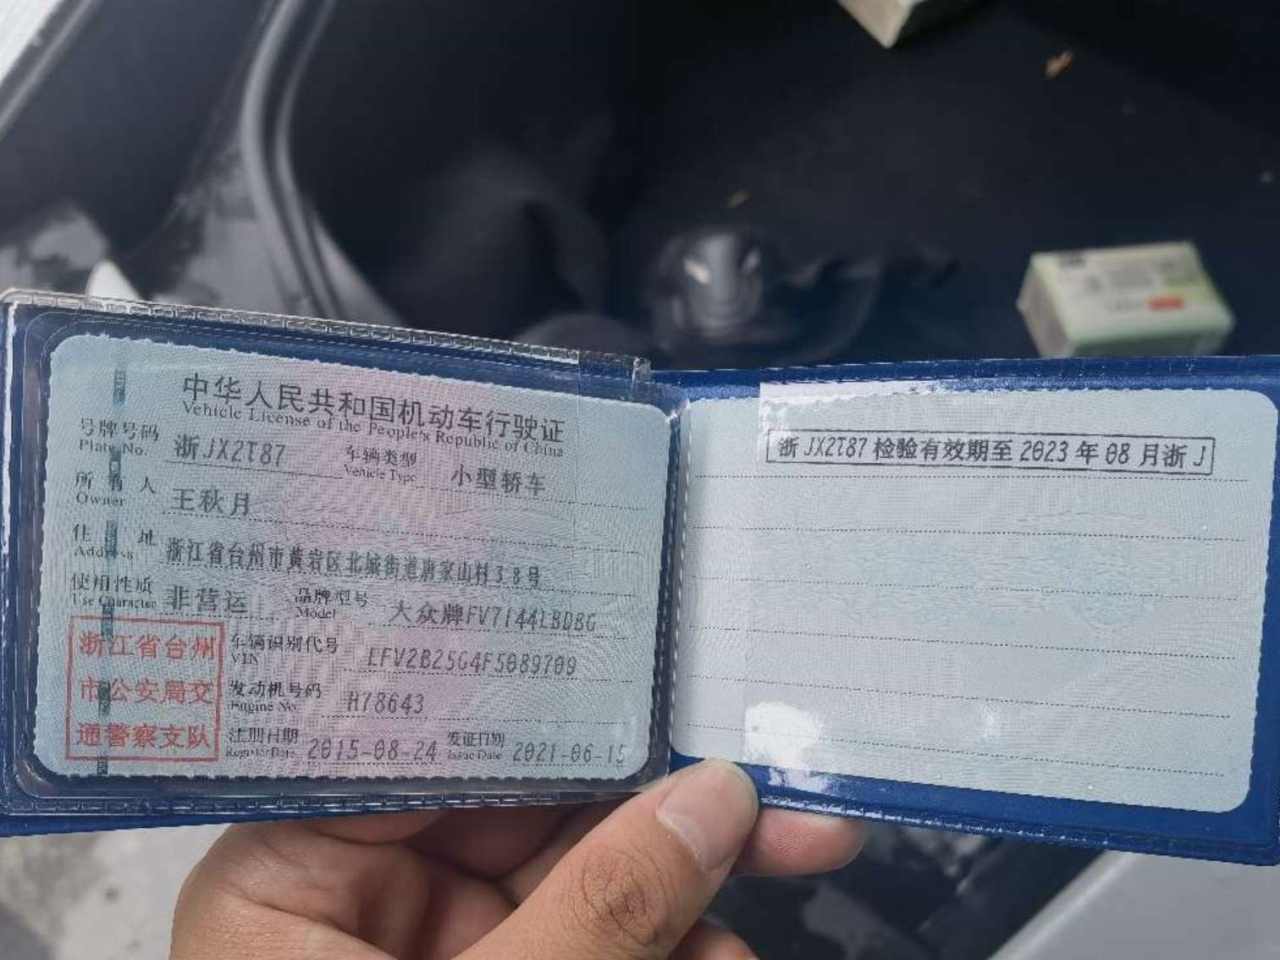 中华人民共和国机动车行驶证
Vehicle License of the People's Republic of China
号牌号码 浙JX2T87 车辆类型 小型轿车
Plate No. Vehicle Type
所有人 王秋月
Owner
住址 浙江省台州市黄岩区北城街道唐家山村38号
Address
使用性质 非营运 品牌型号 大众牌FV7144LBDBG
Use Character Model
浙江省台州
市公安局交
通警察支队
车辆识别代号 LFV2B25G4F5089709
VIN
发动机号码 H78643
Engine No.
注册日期 2015-08-24 发证日期 2021-06-15
Register Date Issue Date
浙JX2T87检验有效期至2023年08月浙J